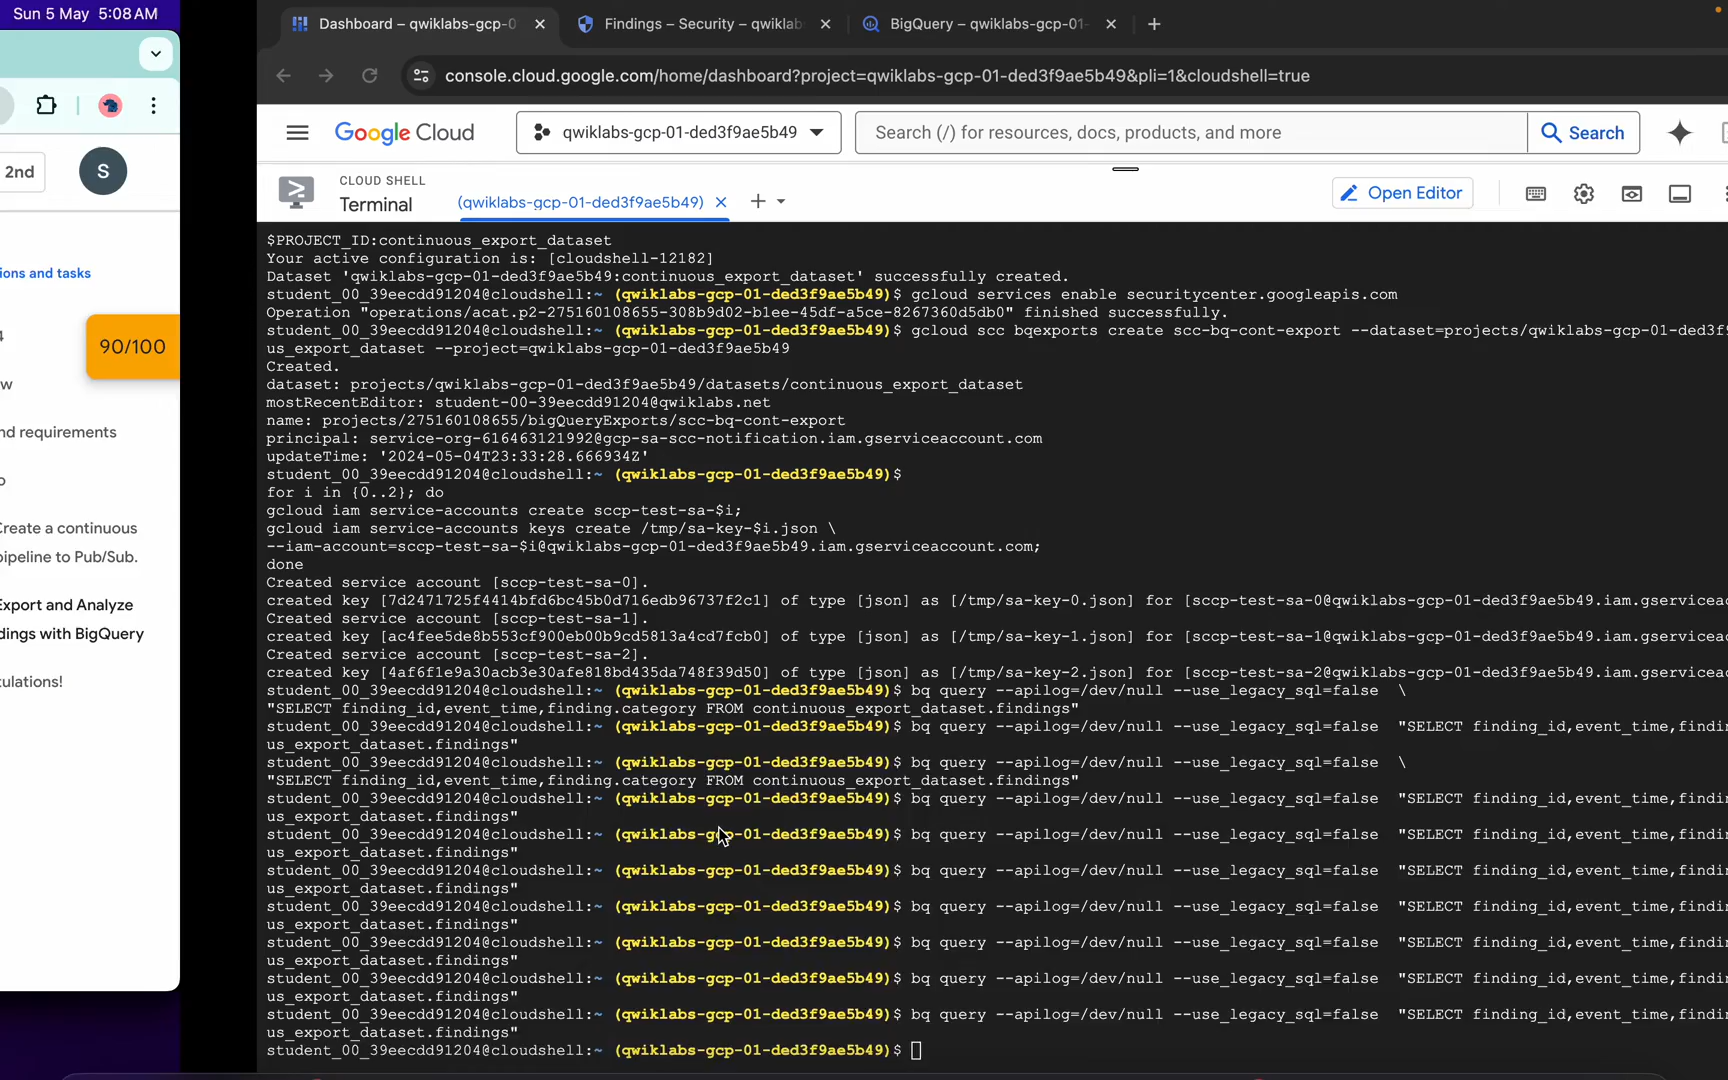 Sun 5 May 5:08 AM
2nd
S
ions and tasks
90/100
nd requirements
Create a continuous
pipeline to Pub/Sub.
Export and Analyze
dings with BigQuery
tulations!
Dashboard – qwiklabs-gcp-0
Findings – Security – qwiklab
BigQuery – qwiklabs-gcp-01-
console.cloud.google.com/home/dashboard?project=qwiklabs-gcp-01-ded3f9ae5b49&pli=1&cloudshell=true
Google Cloud
qwiklabs-gcp-01-ded3f9ae5b49
Search (/) for resources, docs, products, and more
Search
CLOUD SHELL
Terminal
(qwiklabs-gcp-01-ded3f9ae5b49)
Open Editor
$PROJECT_ID:continuous_export_dataset
Your active configuration is: [cloudshell-12182]
Dataset 'qwiklabs-gcp-01-ded3f9ae5b49:continuous_export_dataset' successfully created.
student_00_39eecdd91204@cloudshell:~ (qwiklabs-gcp-01-ded3f9ae5b49)$ gcloud services enable securitycenter.googleapis.com
Operation "operations/acat.p2-275160108655-308b9d02-b1ee-45df-a5ce-8267360d5db0" finished successfully.
student_00_39eecdd91204@cloudshell:~ (qwiklabs-gcp-01-ded3f9ae5b49)$ gcloud scc bqexports create scc-bq-cont-export --dataset=projects/qwiklabs-gcp-01-ded3f9
us_export_dataset --project=qwiklabs-gcp-01-ded3f9ae5b49
Created.
dataset: projects/qwiklabs-gcp-01-ded3f9ae5b49/datasets/continuous_export_dataset
mostRecentEditor: student-00-39eecdd91204@qwiklabs.net
name: projects/275160108655/bigQueryExports/scc-bq-cont-export
principal: service-org-616463121992@gcp-sa-scc-notification.iam.gserviceaccount.com
updateTime: '2024-05-04T23:33:28.666934Z'
student_00_39eecdd91204@cloudshell:~ (qwiklabs-gcp-01-ded3f9ae5b49)$
for i in {0..2}; do
gcloud iam service-accounts create sccp-test-sa-$i;
gcloud iam service-accounts keys create /tmp/sa-key-$i.json \
--iam-account=sccp-test-sa-$i@qwiklabs-gcp-01-ded3f9ae5b49.iam.gserviceaccount.com;
done
Created service account [sccp-test-sa-0].
created key [7d2471725f4414bfd6bc45b0d716edb96737f2c1] of type [json] as [/tmp/sa-key-0.json] for [sccp-test-sa-0@qwiklabs-gcp-01-ded3f9ae5b49.iam.gserviceac
Created service account [sccp-test-sa-1].
created key [ac4fee5de8b553cf900eb00b9cd5813a4cd7fcb0] of type [json] as [/tmp/sa-key-1.json] for [sccp-test-sa-1@qwiklabs-gcp-01-ded3f9ae5b49.iam.gserviceac
Created service account [sccp-test-sa-2].
created key [4af6f1e9a30acb3e30afe818bd435da748f39d50] of type [json] as [/tmp/sa-key-2.json] for [sccp-test-sa-2@qwiklabs-gcp-01-ded3f9ae5b49.iam.gserviceac
student_00_39eecdd91204@cloudshell:~ (qwiklabs-gcp-01-ded3f9ae5b49)$ bq query --apilog=/dev/null --use_legacy_sql=false  \
"SELECT finding_id,event_time,finding.category FROM continuous_export_dataset.findings"
student_00_39eecdd91204@cloudshell:~ (qwiklabs-gcp-01-ded3f9ae5b49)$ bq query --apilog=/dev/null --use_legacy_sql=false  "SELECT finding_id,event_time,findi
us_export_dataset.findings"
student_00_39eecdd91204@cloudshell:~ (qwiklabs-gcp-01-ded3f9ae5b49)$ bq query --apilog=/dev/null --use_legacy_sql=false  \
"SELECT finding_id,event_time,finding.category FROM continuous_export_dataset.findings"
student_00_39eecdd91204@cloudshell:~ (qwiklabs-gcp-01-ded3f9ae5b49)$ bq query --apilog=/dev/null --use_legacy_sql=false  "SELECT finding_id,event_time,findi
us_export_dataset.findings"
student_00_39eecdd91204@cloudshell:~ (qwiklabs-gcp-01-ded3f9ae5b49)$ bq query --apilog=/dev/null --use_legacy_sql=false  "SELECT finding_id,event_time,findi
us_export_dataset.findings"
student_00_39eecdd91204@cloudshell:~ (qwiklabs-gcp-01-ded3f9ae5b49)$ bq query --apilog=/dev/null --use_legacy_sql=false  "SELECT finding_id,event_time,findi
us_export_dataset.findings"
student_00_39eecdd91204@cloudshell:~ (qwiklabs-gcp-01-ded3f9ae5b49)$ bq query --apilog=/dev/null --use_legacy_sql=false  "SELECT finding_id,event_time,findi
us_export_dataset.findings"
student_00_39eecdd91204@cloudshell:~ (qwiklabs-gcp-01-ded3f9ae5b49)$ bq query --apilog=/dev/null --use_legacy_sql=false  "SELECT finding_id,event_time,findi
us_export_dataset.findings"
student_00_39eecdd91204@cloudshell:~ (qwiklabs-gcp-01-ded3f9ae5b49)$ bq query --apilog=/dev/null --use_legacy_sql=false  "SELECT finding_id,event_time,findi
us_export_dataset.findings"
student_00_39eecdd91204@cloudshell:~ (qwiklabs-gcp-01-ded3f9ae5b49)$ bq query --apilog=/dev/null --use_legacy_sql=false  "SELECT finding_id,event_time,findi
us_export_dataset.findings"
student_00_39eecdd91204@cloudshell:~ (qwiklabs-gcp-01-ded3f9ae5b49)$